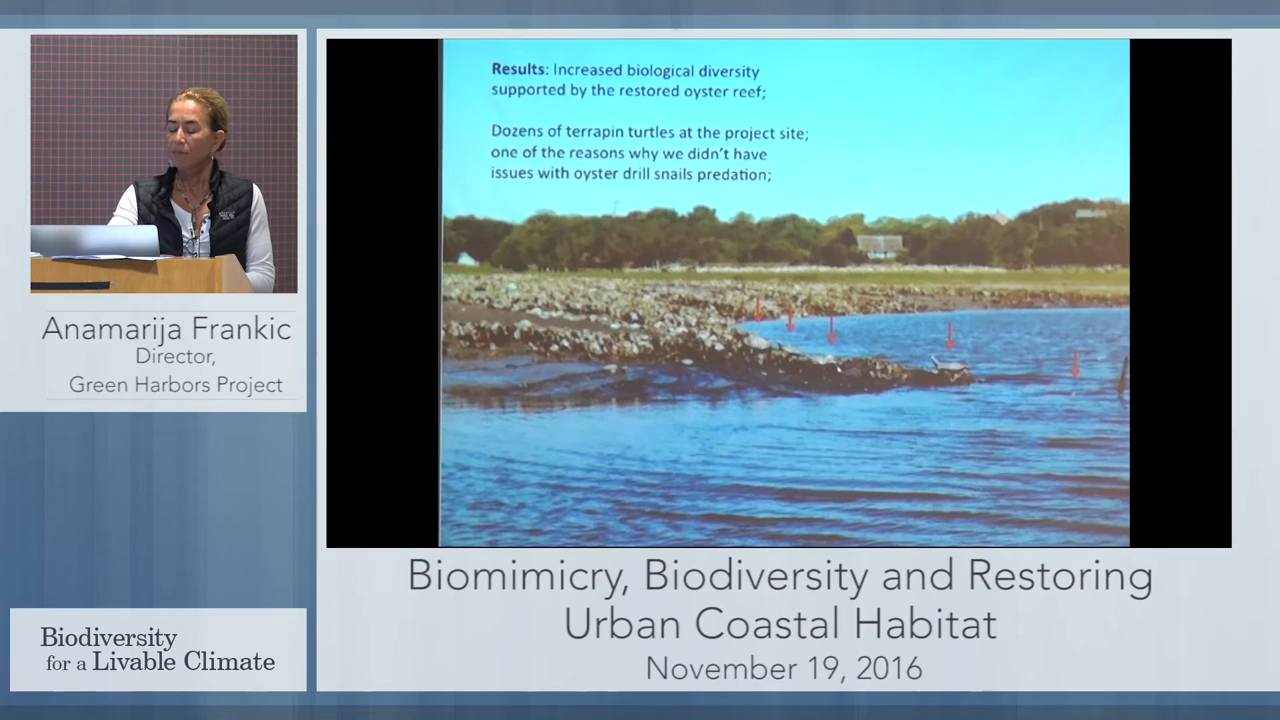 Results: Increased biological diversity
supported by the restored oyster reef;
Dozens of terrapin turtles at the project site;
one of the reasons why we didn't have
issues with oyster drill snails predation;
Anamarija Frankic
Director,
Green Harbors Project
Biomimicry, Biodiversity and Restoring
Urban Coastal Habitat
November 19, 2016
Biodiversity
for a Livable Climate